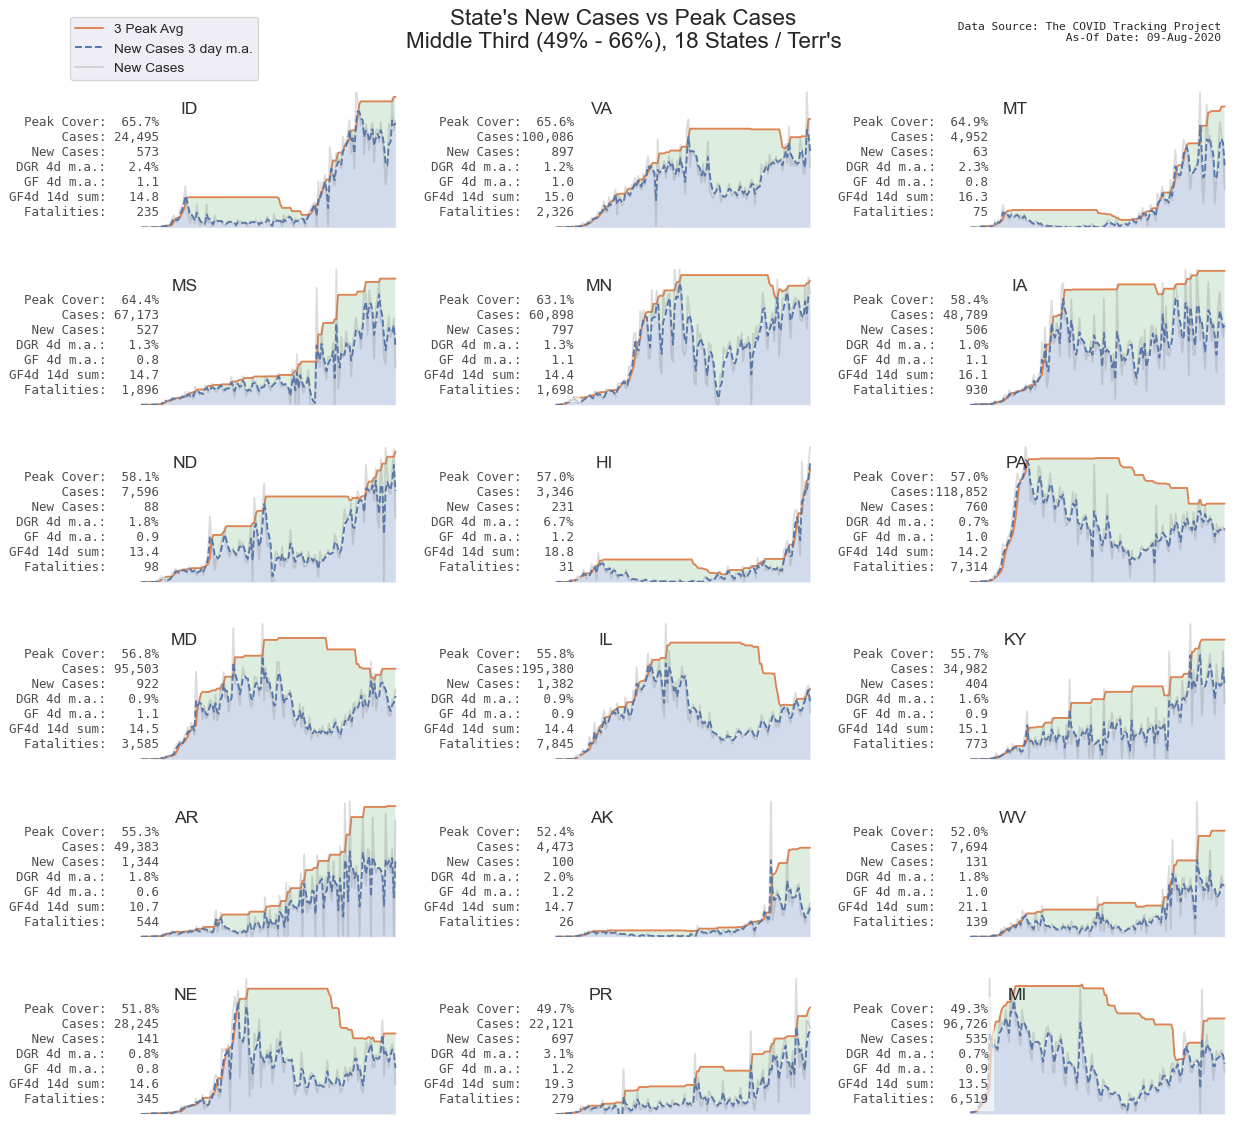 State's New Cases vs Peak Cases
Middle Third (49% - 66%), 18 States / Terr's
3 Peak Avg
New Cases 3 day m.a.
New Cases
Data Source: The COVID Tracking Project
As-Of Date: 09-Aug-2020
ID
Peak Cover: 65.7%
Cases: 24,495
New Cases: 573
DGR 4d m.a.: 2.4%
GF 4d m.a.: 1.1
GF4d 14d sum: 14.8
Fatalities: 235
VA
Peak Cover: 65.6%
Cases:100,086
New Cases: 897
DGR 4d m.a.: 1.2%
GF 4d m.a.: 1.0
GF4d 14d sum: 15.0
Fatalities: 2,326
MT
Peak Cover: 64.9%
Cases: 4,952
New Cases: 63
DGR 4d m.a.: 2.3%
GF 4d m.a.: 0.8
GF4d 14d sum: 16.3
Fatalities: 75
MS
Peak Cover: 64.4%
Cases: 67,173
New Cases: 527
DGR 4d m.a.: 1.3%
GF 4d m.a.: 0.8
GF4d 14d sum: 14.7
Fatalities: 1,896
MN
Peak Cover: 63.1%
Cases: 60,898
New Cases: 797
DGR 4d m.a.: 1.3%
GF 4d m.a.: 1.1
GF4d 14d sum: 14.4
Fatalities: 1,698
IA
Peak Cover: 58.4%
Cases: 48,789
New Cases: 506
DGR 4d m.a.: 1.0%
GF 4d m.a.: 1.1
GF4d 14d sum: 16.1
Fatalities: 930
ND
Peak Cover: 58.1%
Cases: 7,596
New Cases: 88
DGR 4d m.a.: 1.8%
GF 4d m.a.: 0.9
GF4d 14d sum: 13.4
Fatalities: 98
HI
Peak Cover: 57.0%
Cases: 3,346
New Cases: 231
DGR 4d m.a.: 6.7%
GF 4d m.a.: 1.2
GF4d 14d sum: 18.8
Fatalities: 31
PA
Peak Cover: 57.0%
Cases:118,852
New Cases: 760
DGR 4d m.a.: 0.7%
GF 4d m.a.: 1.0
GF4d 14d sum: 14.2
Fatalities: 7,314
MD
Peak Cover: 56.8%
Cases: 95,503
New Cases: 922
DGR 4d m.a.: 0.9%
GF 4d m.a.: 1.1
GF4d 14d sum: 14.5
Fatalities: 3,585
IL
Peak Cover: 55.8%
Cases:195,380
New Cases: 1,382
DGR 4d m.a.: 0.9%
GF 4d m.a.: 0.9
GF4d 14d sum: 14.4
Fatalities: 7,845
KY
Peak Cover: 55.7%
Cases: 34,982
New Cases: 404
DGR 4d m.a.: 1.6%
GF 4d m.a.: 0.9
GF4d 14d sum: 15.1
Fatalities: 773
AR
Peak Cover: 55.3%
Cases: 49,383
New Cases: 1,344
DGR 4d m.a.: 1.8%
GF 4d m.a.: 0.6
GF4d 14d sum: 10.7
Fatalities: 544
AK
Peak Cover: 52.4%
Cases: 4,473
New Cases: 100
DGR 4d m.a.: 2.0%
GF 4d m.a.: 1.2
GF4d 14d sum: 14.7
Fatalities: 26
WV
Peak Cover: 52.0%
Cases: 7,694
New Cases: 131
DGR 4d m.a.: 1.8%
GF 4d m.a.: 1.0
GF4d 14d sum: 21.1
Fatalities: 139
NE
Peak Cover: 51.8%
Cases: 28,245
New Cases: 141
DGR 4d m.a.: 0.8%
GF 4d m.a.: 0.8
GF4d 14d sum: 14.6
Fatalities: 345
PR
Peak Cover: 49.7%
Cases: 22,121
New Cases: 697
DGR 4d m.a.: 3.1%
GF 4d m.a.: 1.2
GF4d 14d sum: 19.3
Fatalities: 279
MI
Peak Cover: 49.3%
Cases: 96,726
New Cases: 535
DGR 4d m.a.: 0.7%
GF 4d m.a.: 0.9
GF4d 14d sum: 13.5
Fatalities: 6,519